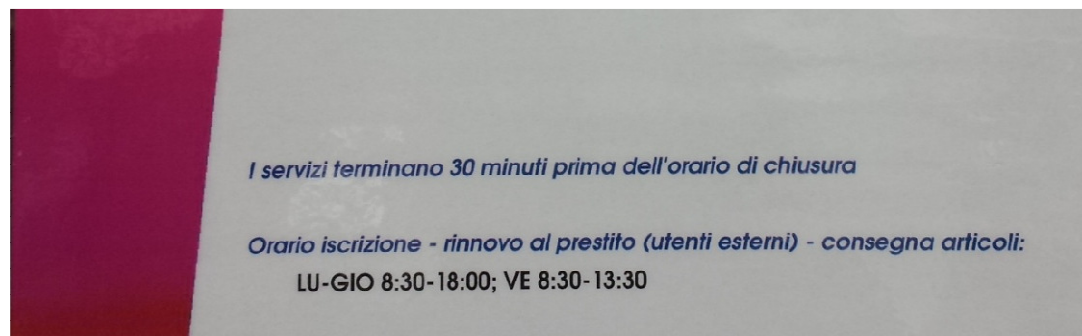 I servizi terminano 30 minuti prima dell'orario di chiusura
Orario iscrizione - rinnovo al prestito (utenti esterni) - consegna articoli:
LU-GIO 8:30-18:00; VE 8:30-13:30